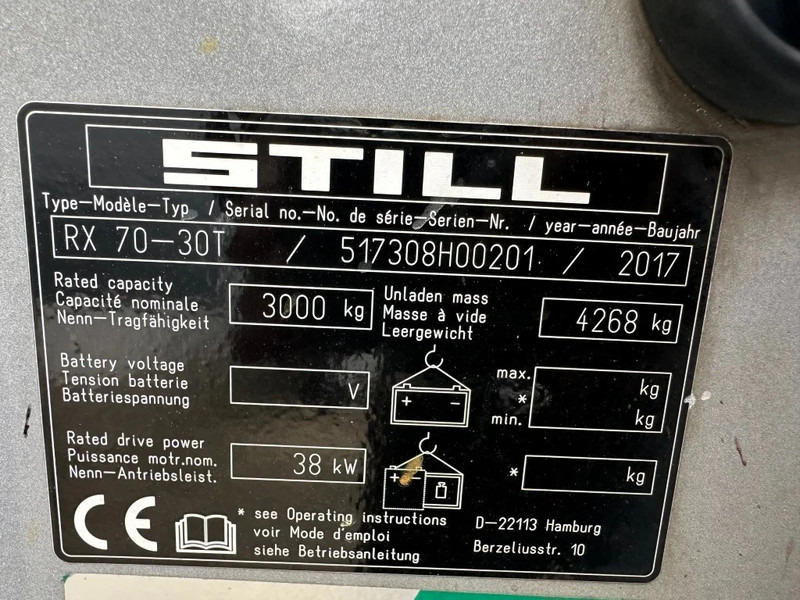 STILL
Type–Modèle–Typ / Serial no.–No. de série–Serien–Nr. / year–année–Baujahr
RX 70–30T / 517308H00201 / 2017
Rated capacity
Capacité nominale
Nenn–Tragfähigkeit
3000 kg
Unladen mass
Masse à vide
Leergewicht
4268 kg
Battery voltage
Tension batterie
Batteriespannung
V
+ –
max. kg
*
min. kg
Rated drive power
Puissance motr.nom.
Nenn–Antriebsleist.
38 kW
+
* kg
CE
* see Operating instructions
voir Mode d'emploi
siehe Betriebsanleitung
D–22113 Hamburg
Berzeliusstr. 10